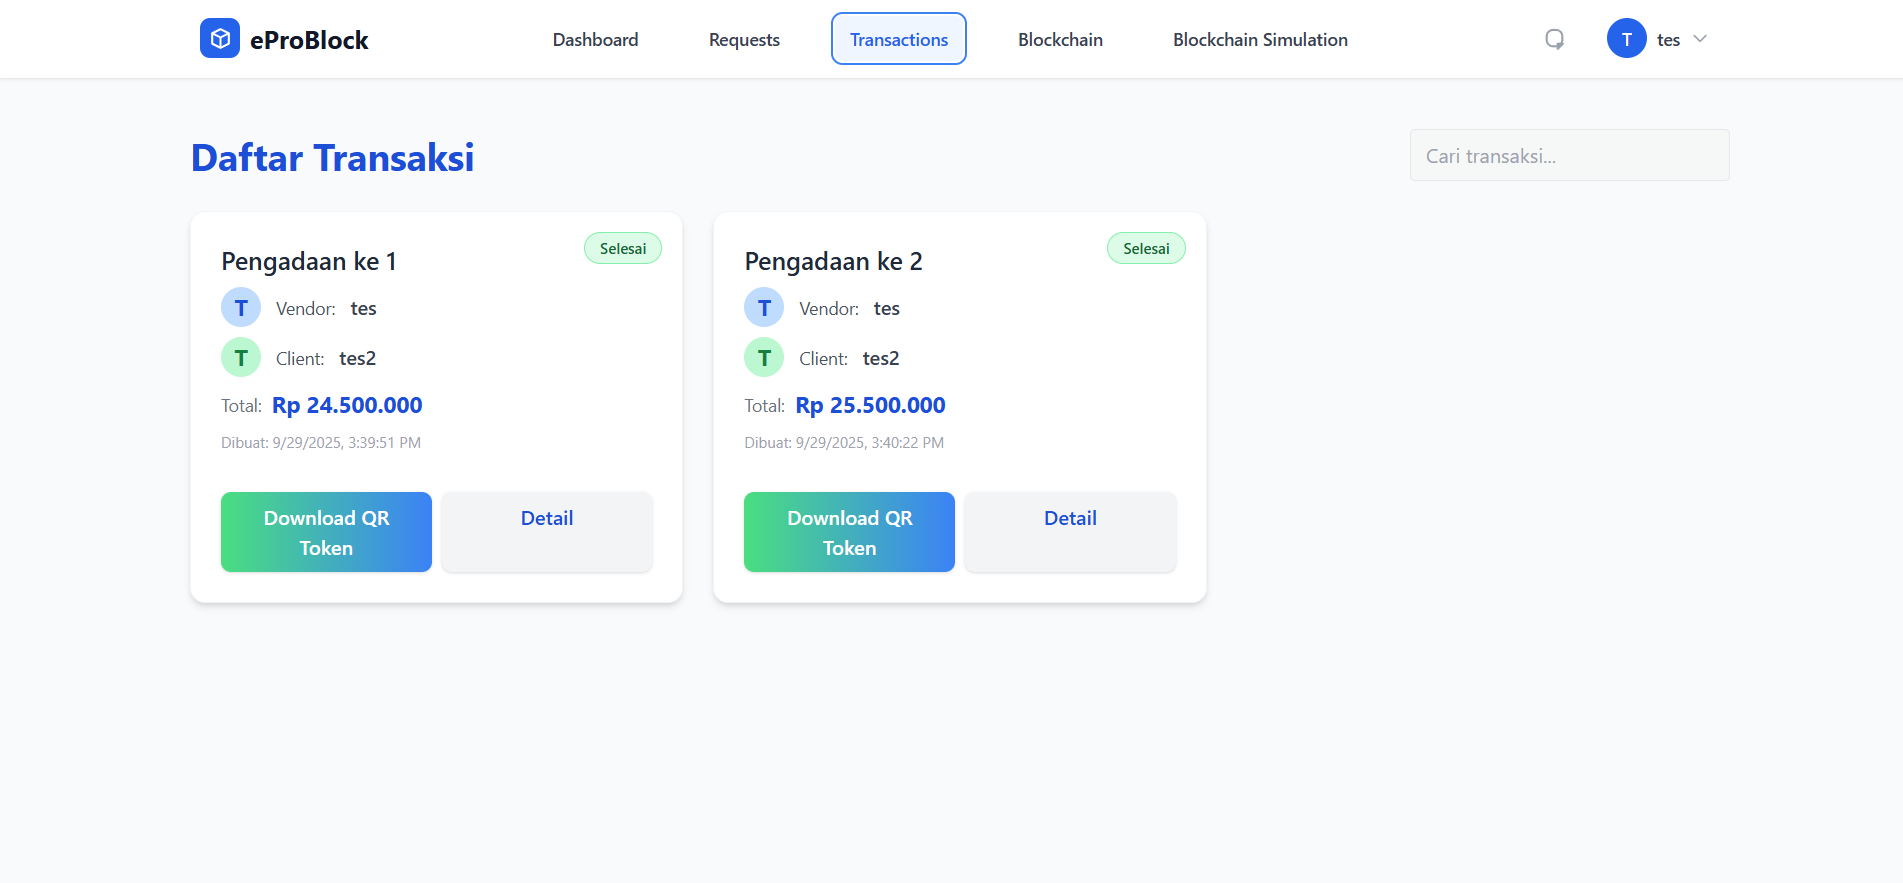 eProBlock
Dashboard
Requests
Transactions
Blockchain
Blockchain Simulation
T
tes
Daftar Transaksi
Cari transaksi...
Pengadaan ke 1
Selesai
T
Vendor: tes
T
Client: tes2
Total: Rp 24.500.000
Dibuat: 9/29/2025, 3:39:51 PM
Download QR
Token
Detail
Pengadaan ke 2
Selesai
T
Vendor: tes
T
Client: tes2
Total: Rp 25.500.000
Dibuat: 9/29/2025, 3:40:22 PM
Download QR
Token
Detail